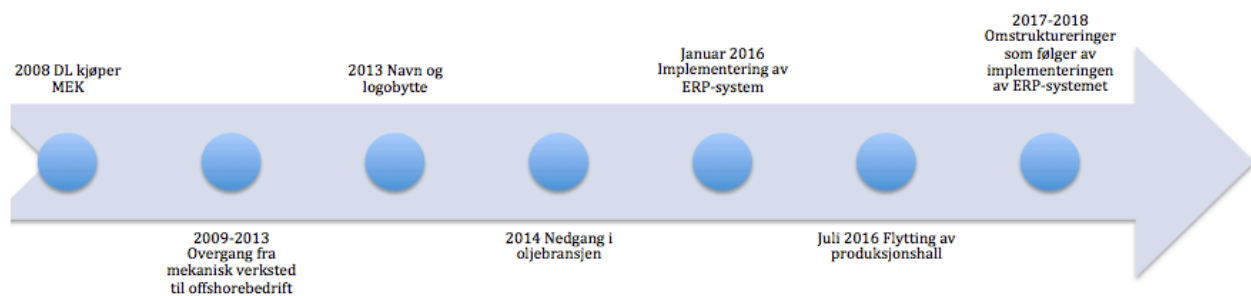 2008 DL kjøper
MEK
2009-2013
Overgang fra
mekanisk verksted
til offshorebedrift
2013 Navn og
logobytte
2014 Nedgang i
oljebransjen
Januar 2016
Implementering av
ERP-system
Juli 2016 Flytting av
produksjonshall
2017-2018
Omstruktureringer
som følger av
implementeringen
av ERP-systemet